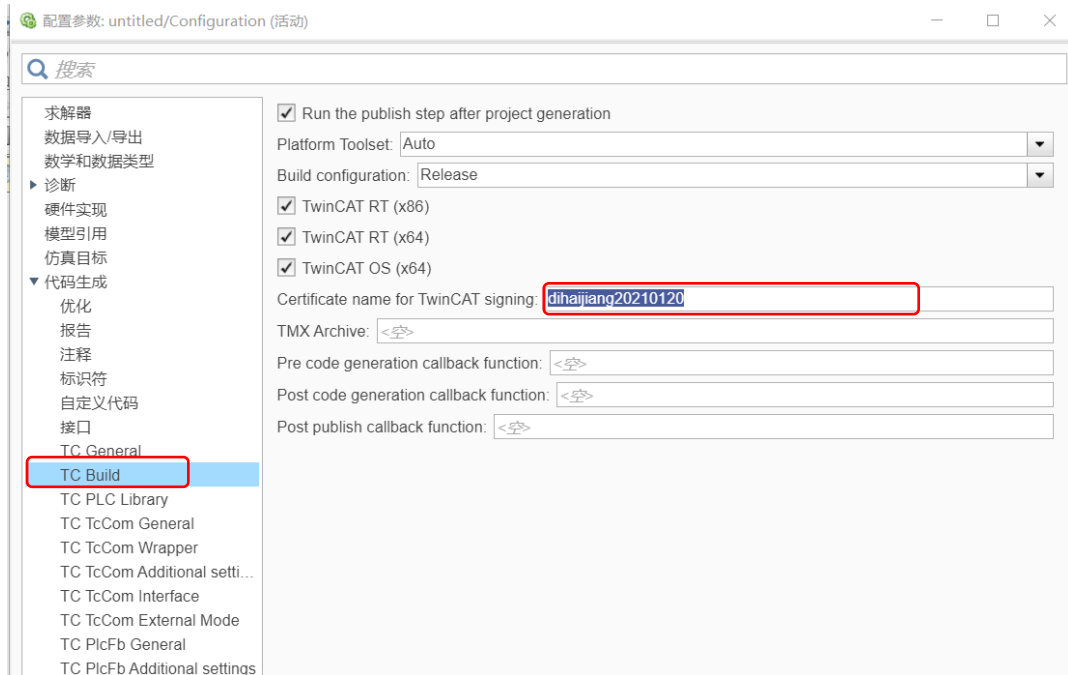 配置参数: untitled/Configuration (活动)
搜索
求解器
数据导入/导出
数学和数据类型
诊断
硬件实现
模型引用
仿真目标
代码生成
优化
报告
注释
标识符
自定义代码
接口
TC General
TC Build
TC PLC Library
TC TcCom General
TC TcCom Wrapper
TC TcCom Additional setti...
TC TcCom Interface
TC TcCom External Mode
TC PlcFb General
TC PlcFb Additional settings
Run the publish step after project generation
Platform Toolset: Auto
Build configuration: Release
TwinCAT RT (x86)
TwinCAT RT (x64)
TwinCAT OS (x64)
Certificate name for TwinCAT signing: dihaijiang20210120
TMX Archive: <空>
Pre code generation callback function: <空>
Post code generation callback function: <空>
Post publish callback function: <空>